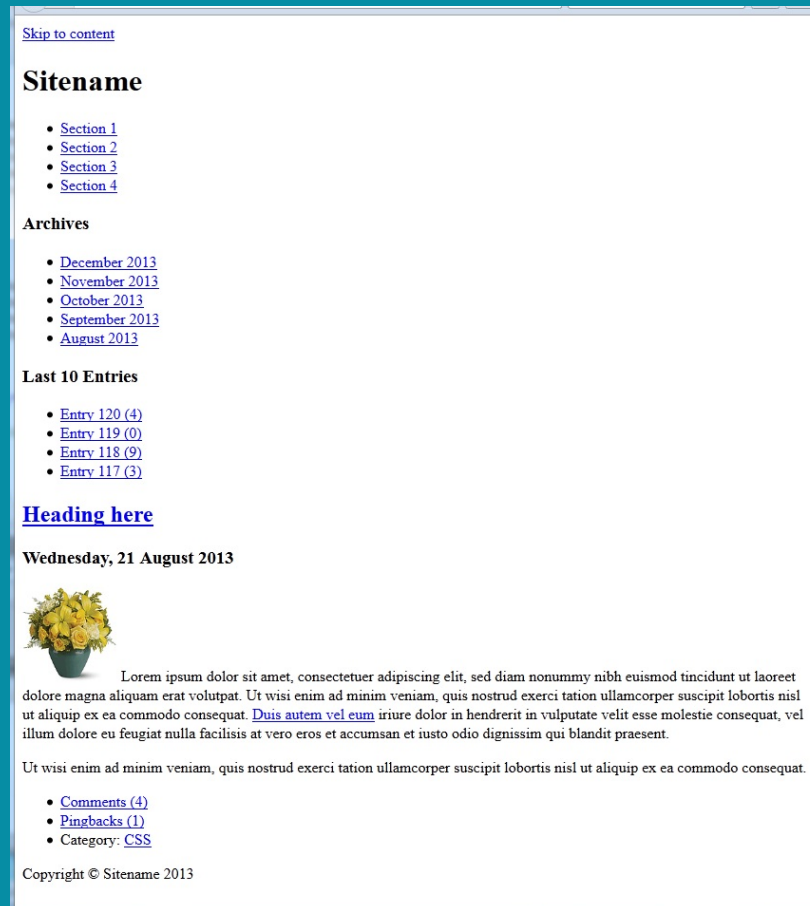 Skip to content
Sitename
Section 1
Section 2
Section 3
Section 4
Archives
December 2013
November 2013
October 2013
September 2013
August 2013
Last 10 Entries
Entry 120 (4)
Entry 119 (0)
Entry 118 (9)
Entry 117 (3)
Heading here
Wednesday, 21 August 2013
Lorem ipsum dolor sit amet, consectetuer adipiscing elit, sed diam nonummy nibh euismod tincidunt ut laoreet
dolore magna aliquam erat volutpat. Ut wisi enim ad minim veniam, quis nostrud exerci tation ullamcorper suscipit lobortis nisl
ut aliquip ex ea commodo consequat. Duis autem vel eum iriure dolor in hendrerit in vulputate velit esse molestie consequat, vel
illum dolore eu feugiat nulla facilisis at vero eros et accumsan et iusto odio dignissim qui blandit praesent.
Ut wisi enim ad minim veniam, quis nostrud exerci tation ullamcorper suscipit lobortis nisl ut aliquip ex ea commodo consequat.
Comments (4)
Pingbacks (1)
Category: CSS
Copyright © Sitename 2013